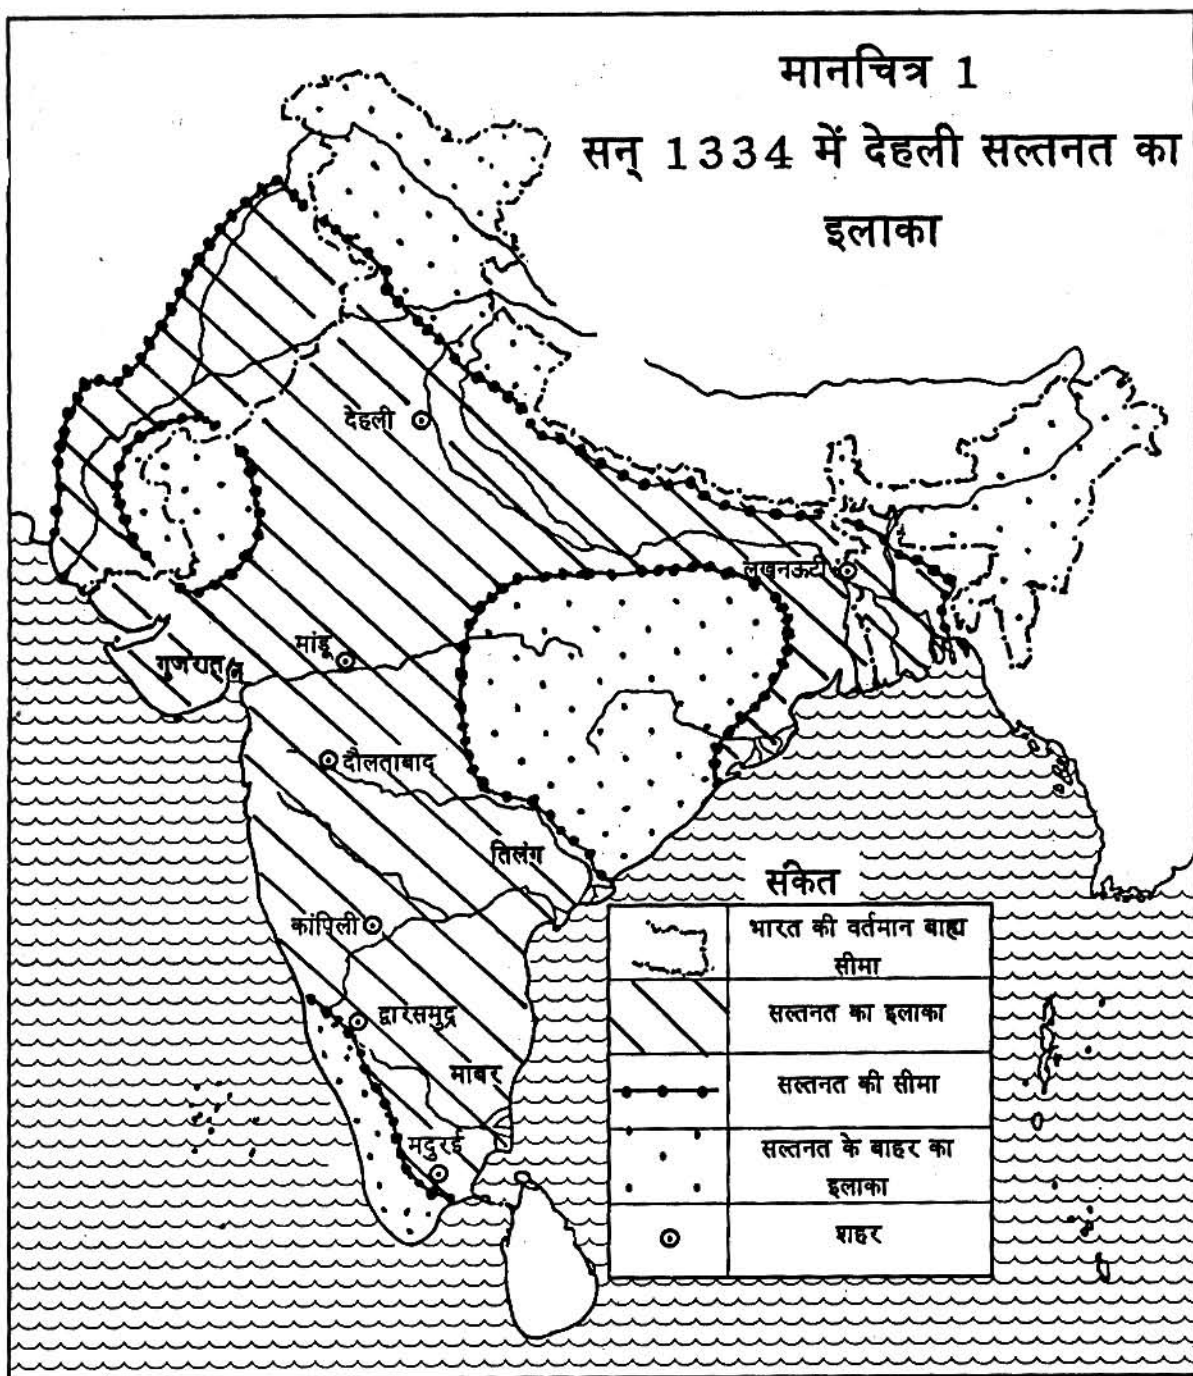 मानचित्र 1
सन् 1334 में देहली सल्तनत का
इलाका
देहली
लखनऊटी
मांडू
गुजरात
दौलताबाद
तिलंग
कांपिली
द्वारसमुद्र
माबर
मदुरई
संकेत
भारत की वर्तमान बाह्य
सीमा
सल्तनत का इलाका
सल्तनत की सीमा
सल्तनत के बाहर का
इलाका
शहर